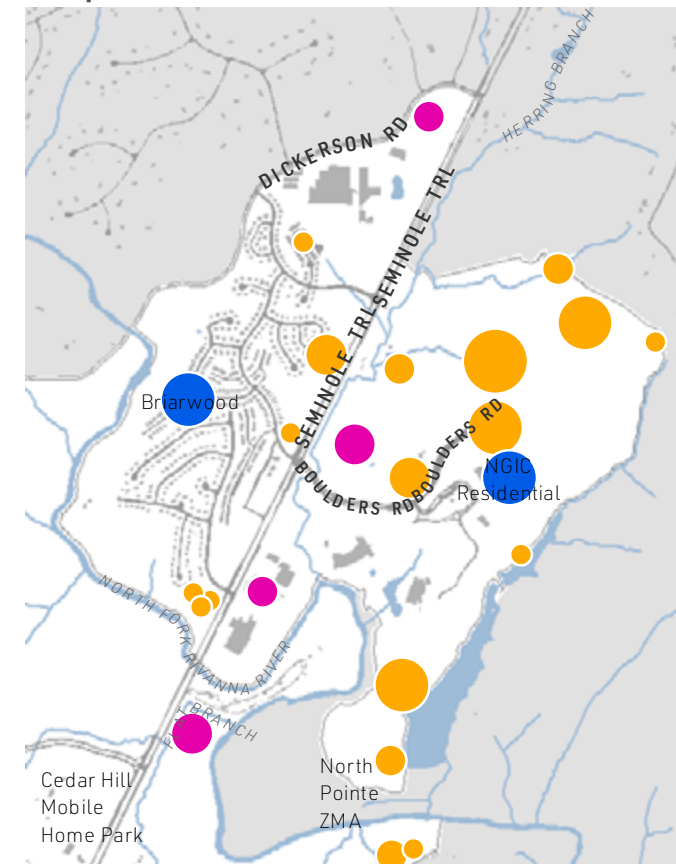 HERRING BRANCH
DICKERSON RD
SEMINOLE TRL
SEMINOLE TRL
Briarwood
BOULDERS RD
BOULDERS RD
NGIC
Residential
NORTH FORK RIVANNA RIVER
FLAT BRANCH
Cedar Hill
Mobile
Home Park
North
Pointe
ZMA